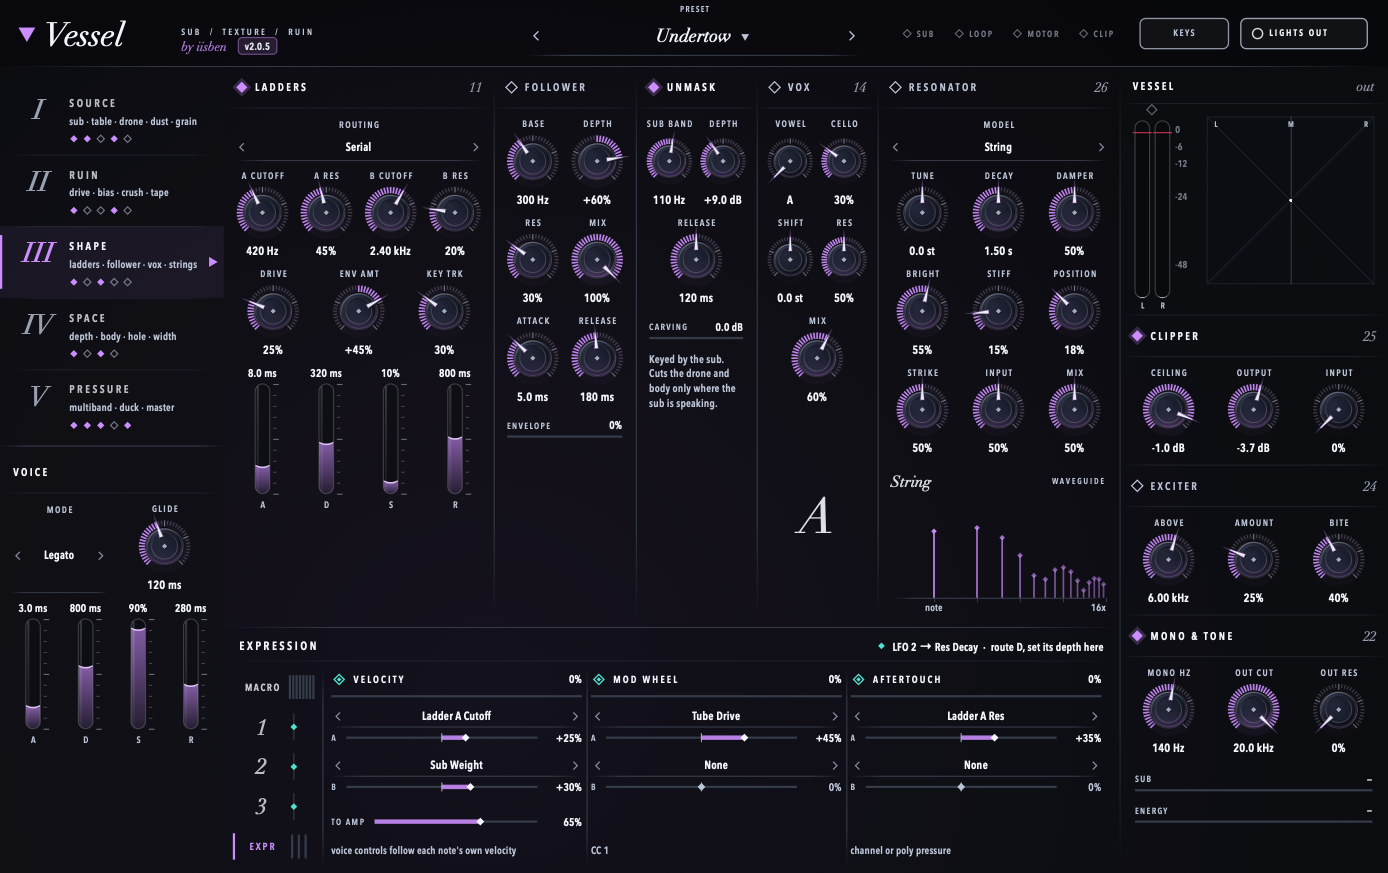 PRESET
Vessel
SUB / TEXTURE / RUIN
by iisben v2.0.5
Undertow
SUB LOOP MOTOR CLIP
KEYS
LIGHTS OUT
I
SOURCE
sub · table · drone · dust · grain
II
RUIN
drive · bias · crush · tape
III
SHAPE
ladders · follower · vox · strings
IV
SPACE
depth · body · hole · width
V
PRESSURE
multiband · duck · master
VOICE
MODE
GLIDE
Legato
120 ms
3.0 ms 800 ms 90% 280 ms
A D S R
LADDERS 11
ROUTING
Serial
A CUTOFF A RES B CUTOFF B RES
420 Hz 45% 2.40 kHz 20%
DRIVE ENV AMT KEY TRK
25% +45% 30%
8.0 ms 320 ms 10% 800 ms
A D S R
FOLLOWER
BASE DEPTH
300 Hz +60%
RES MIX
30% 100%
ATTACK RELEASE
5.0 ms 180 ms
ENVELOPE 0%
UNMASK
SUB BAND DEPTH
110 Hz +9.0 dB
RELEASE
120 ms
CARVING 0.0 dB
Keyed by the sub.
Cuts the drone and
body only where the
sub is speaking.
VOX 14
VOWEL CELLO
A 30%
SHIFT RES
0.0 st 50%
MIX
60%
A
RESONATOR 26
MODEL
String
TUNE DECAY DAMPER
0.0 st 1.50 s 50%
BRIGHT STIFF POSITION
55% 15% 18%
STRIKE INPUT MIX
50% 50% 50%
String WAVEGUIDE
note 16x
EXPRESSION
LFO 2 → Res Decay · route D, set its depth here
MACRO
1
2
3
EXPR
VELOCITY 0%
Ladder A Cutoff
A +25%
Sub Weight
B +30%
TO AMP 65%
voice controls follow each note's own velocity
MOD WHEEL 0%
Tube Drive
A +45%
None
B 0%
CC 1
AFTERTOUCH 0%
Ladder A Res
A +35%
None
B 0%
channel or poly pressure
VESSEL out
0
-6
-12
-24
-48
L R
L M R
CLIPPER 25
CEILING OUTPUT INPUT
-1.0 dB -3.7 dB 0%
EXCITER 24
ABOVE AMOUNT BITE
6.00 kHz 25% 40%
MONO & TONE 22
MONO HZ OUT CUT OUT RES
140 Hz 20.0 kHz 0%
SUB –
ENERGY –